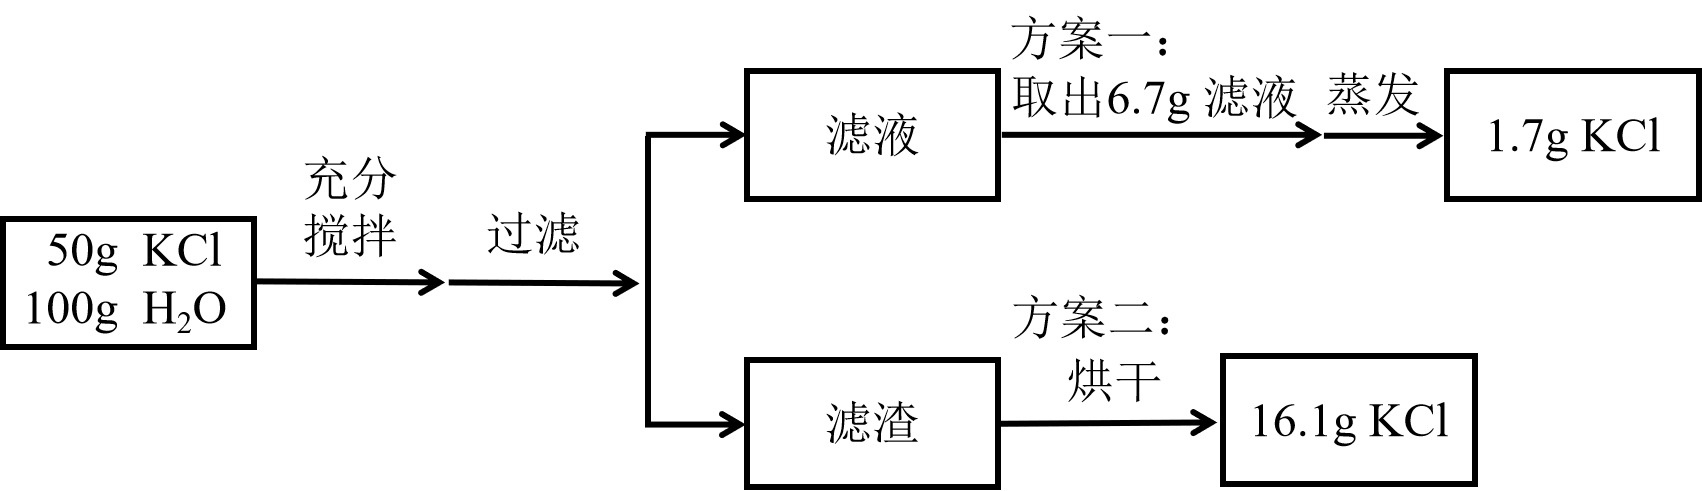 50g KCl
100g H₂O
充分
搅拌
过滤
滤液
方案一：
取出6.7g 滤液
蒸发
1.7g KCl
滤渣
方案二：
烘干
16.1g KCl